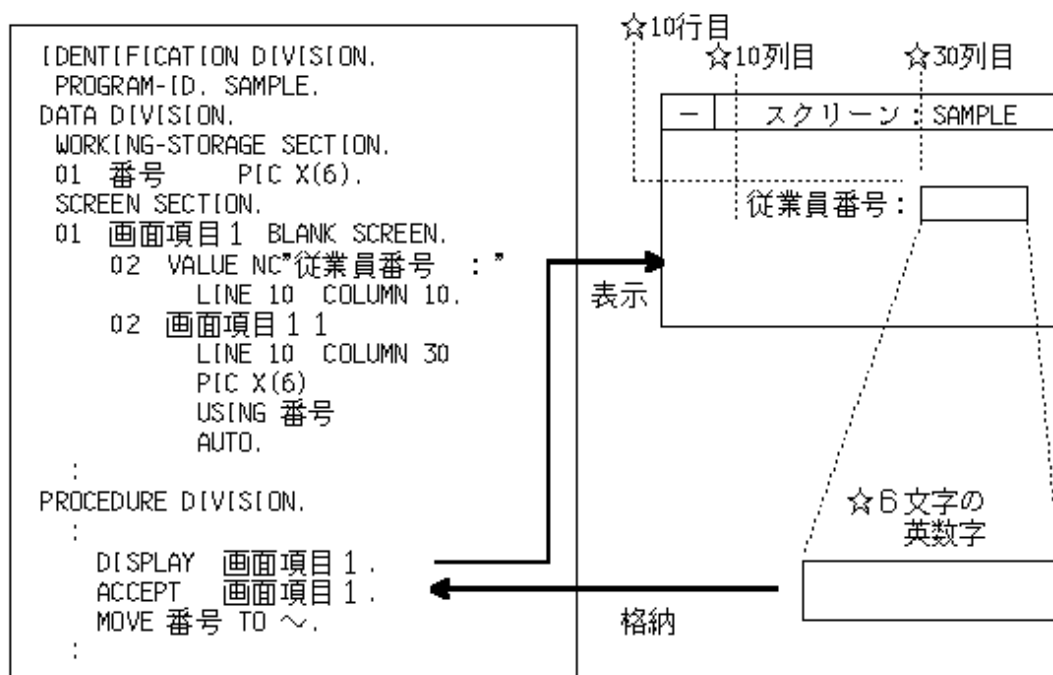 IDENTIFICATION DIVISION.
PROGRAM-ID. SAMPLE.
DATA DIVISION.
WORKING-STORAGE SECTION.
01 番号 PIC X(6).
SCREEN SECTION.
01 画面項目1 BLANK SCREEN.
02 VALUE NC"従業員番号 :"
LINE 10 COLUMN 10.
02 画面項目11
LINE 10 COLUMN 30
PIC X(6)
USING 番号
AUTO.
:
PROCEDURE DIVISION.
:
DISPLAY 画面項目1.
ACCEPT 画面項目1.
MOVE 番号 TO ~.
:
表示
格納
☆10行目
☆10列目 ☆30列目
− スクリーン:SAMPLE
従業員番号:
☆6文字の
英数字